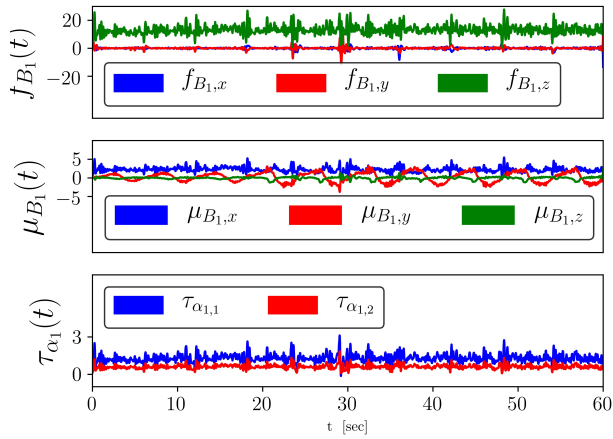 f_{B_1}(t)
20
0
−20
f_{B_1,x} f_{B_1,y} f_{B_1,z}
μ_{B_1}(t)
5
0
−5
μ_{B_1,x} μ_{B_1,y} μ_{B_1,z}
τ_{α_1}(t)
3
0
τ_{α_{1,1}} τ_{α_{1,2}}
0 10 20 30 40 50 60
t [sec]